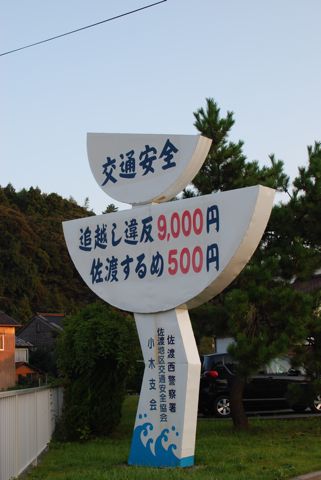 交通安全
追越し違反9,000円
佐渡するめ500円
佐渡西警察署
佐渡地区交通安全協会
小木支会